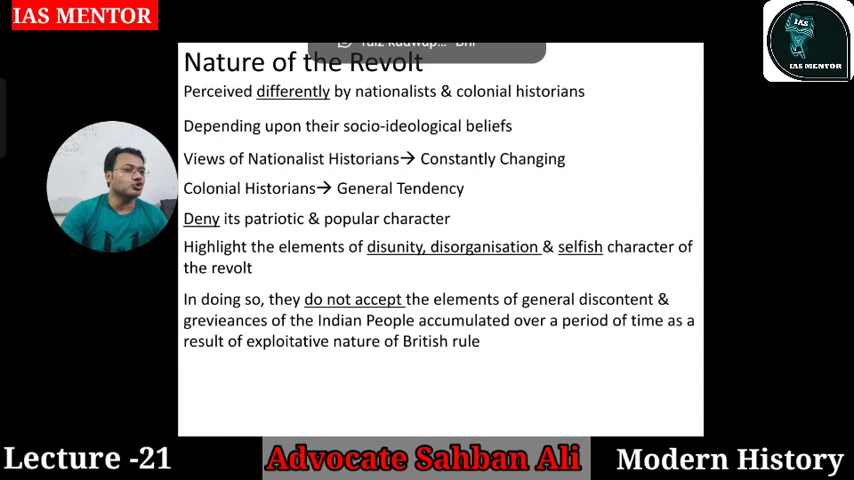 IAS MENTOR
IAS
IAS MENTOR
Nature of the Revolt
Perceived differently by nationalists & colonial historians
Depending upon their socio-ideological beliefs
Views of Nationalist Historians→ Constantly Changing
Colonial Historians→ General Tendency
Deny its patriotic & popular character
Highlight the elements of disunity, disorganisation & selfish character of
the revolt
In doing so, they do not accept the elements of general discontent &
grevieances of the Indian People accumulated over a period of time as a
result of exploitative nature of British rule
Lecture -21
Advocate Sahban Ali
Modern History